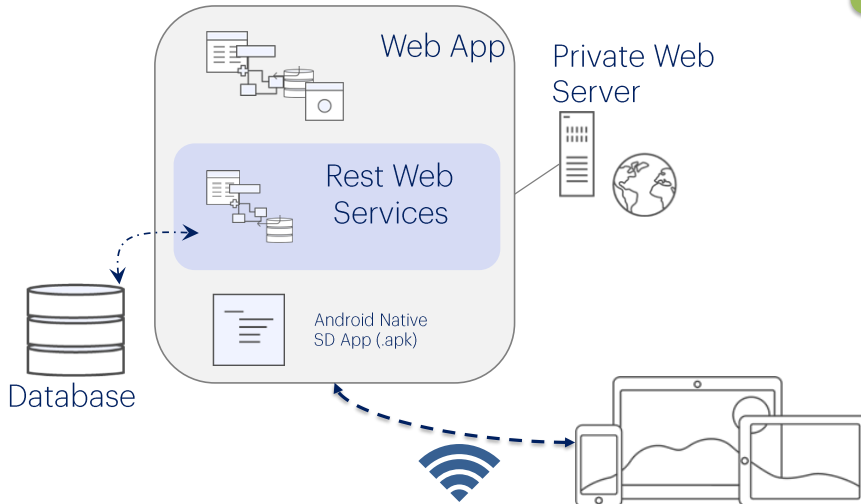 Web App
Private Web
Server
Rest Web
Services
Android Native
SD App (.apk)
Database